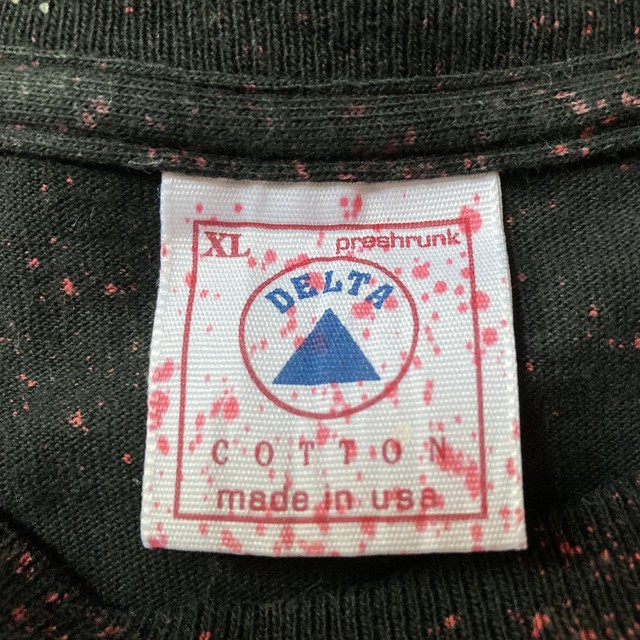 XL preshrunk
DELTA
COTTON
made in usa